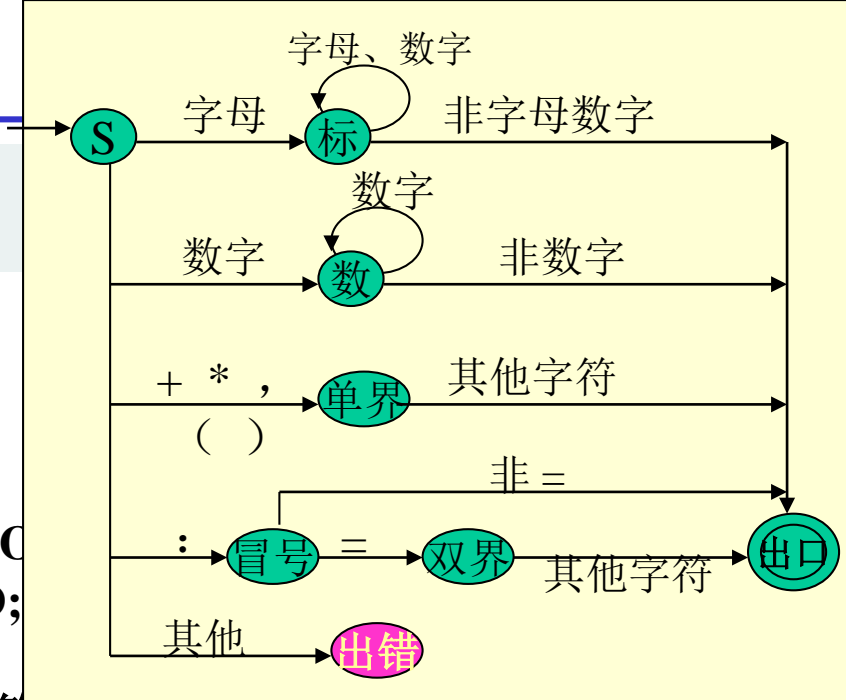 字母、数字
S
字母
标
非字母数字
数字
数字
数
非数字
+ * ，
单界
其他字符
（ ）
非 =
：
冒号
=
双界
其他字符
出口
);
其他
出错